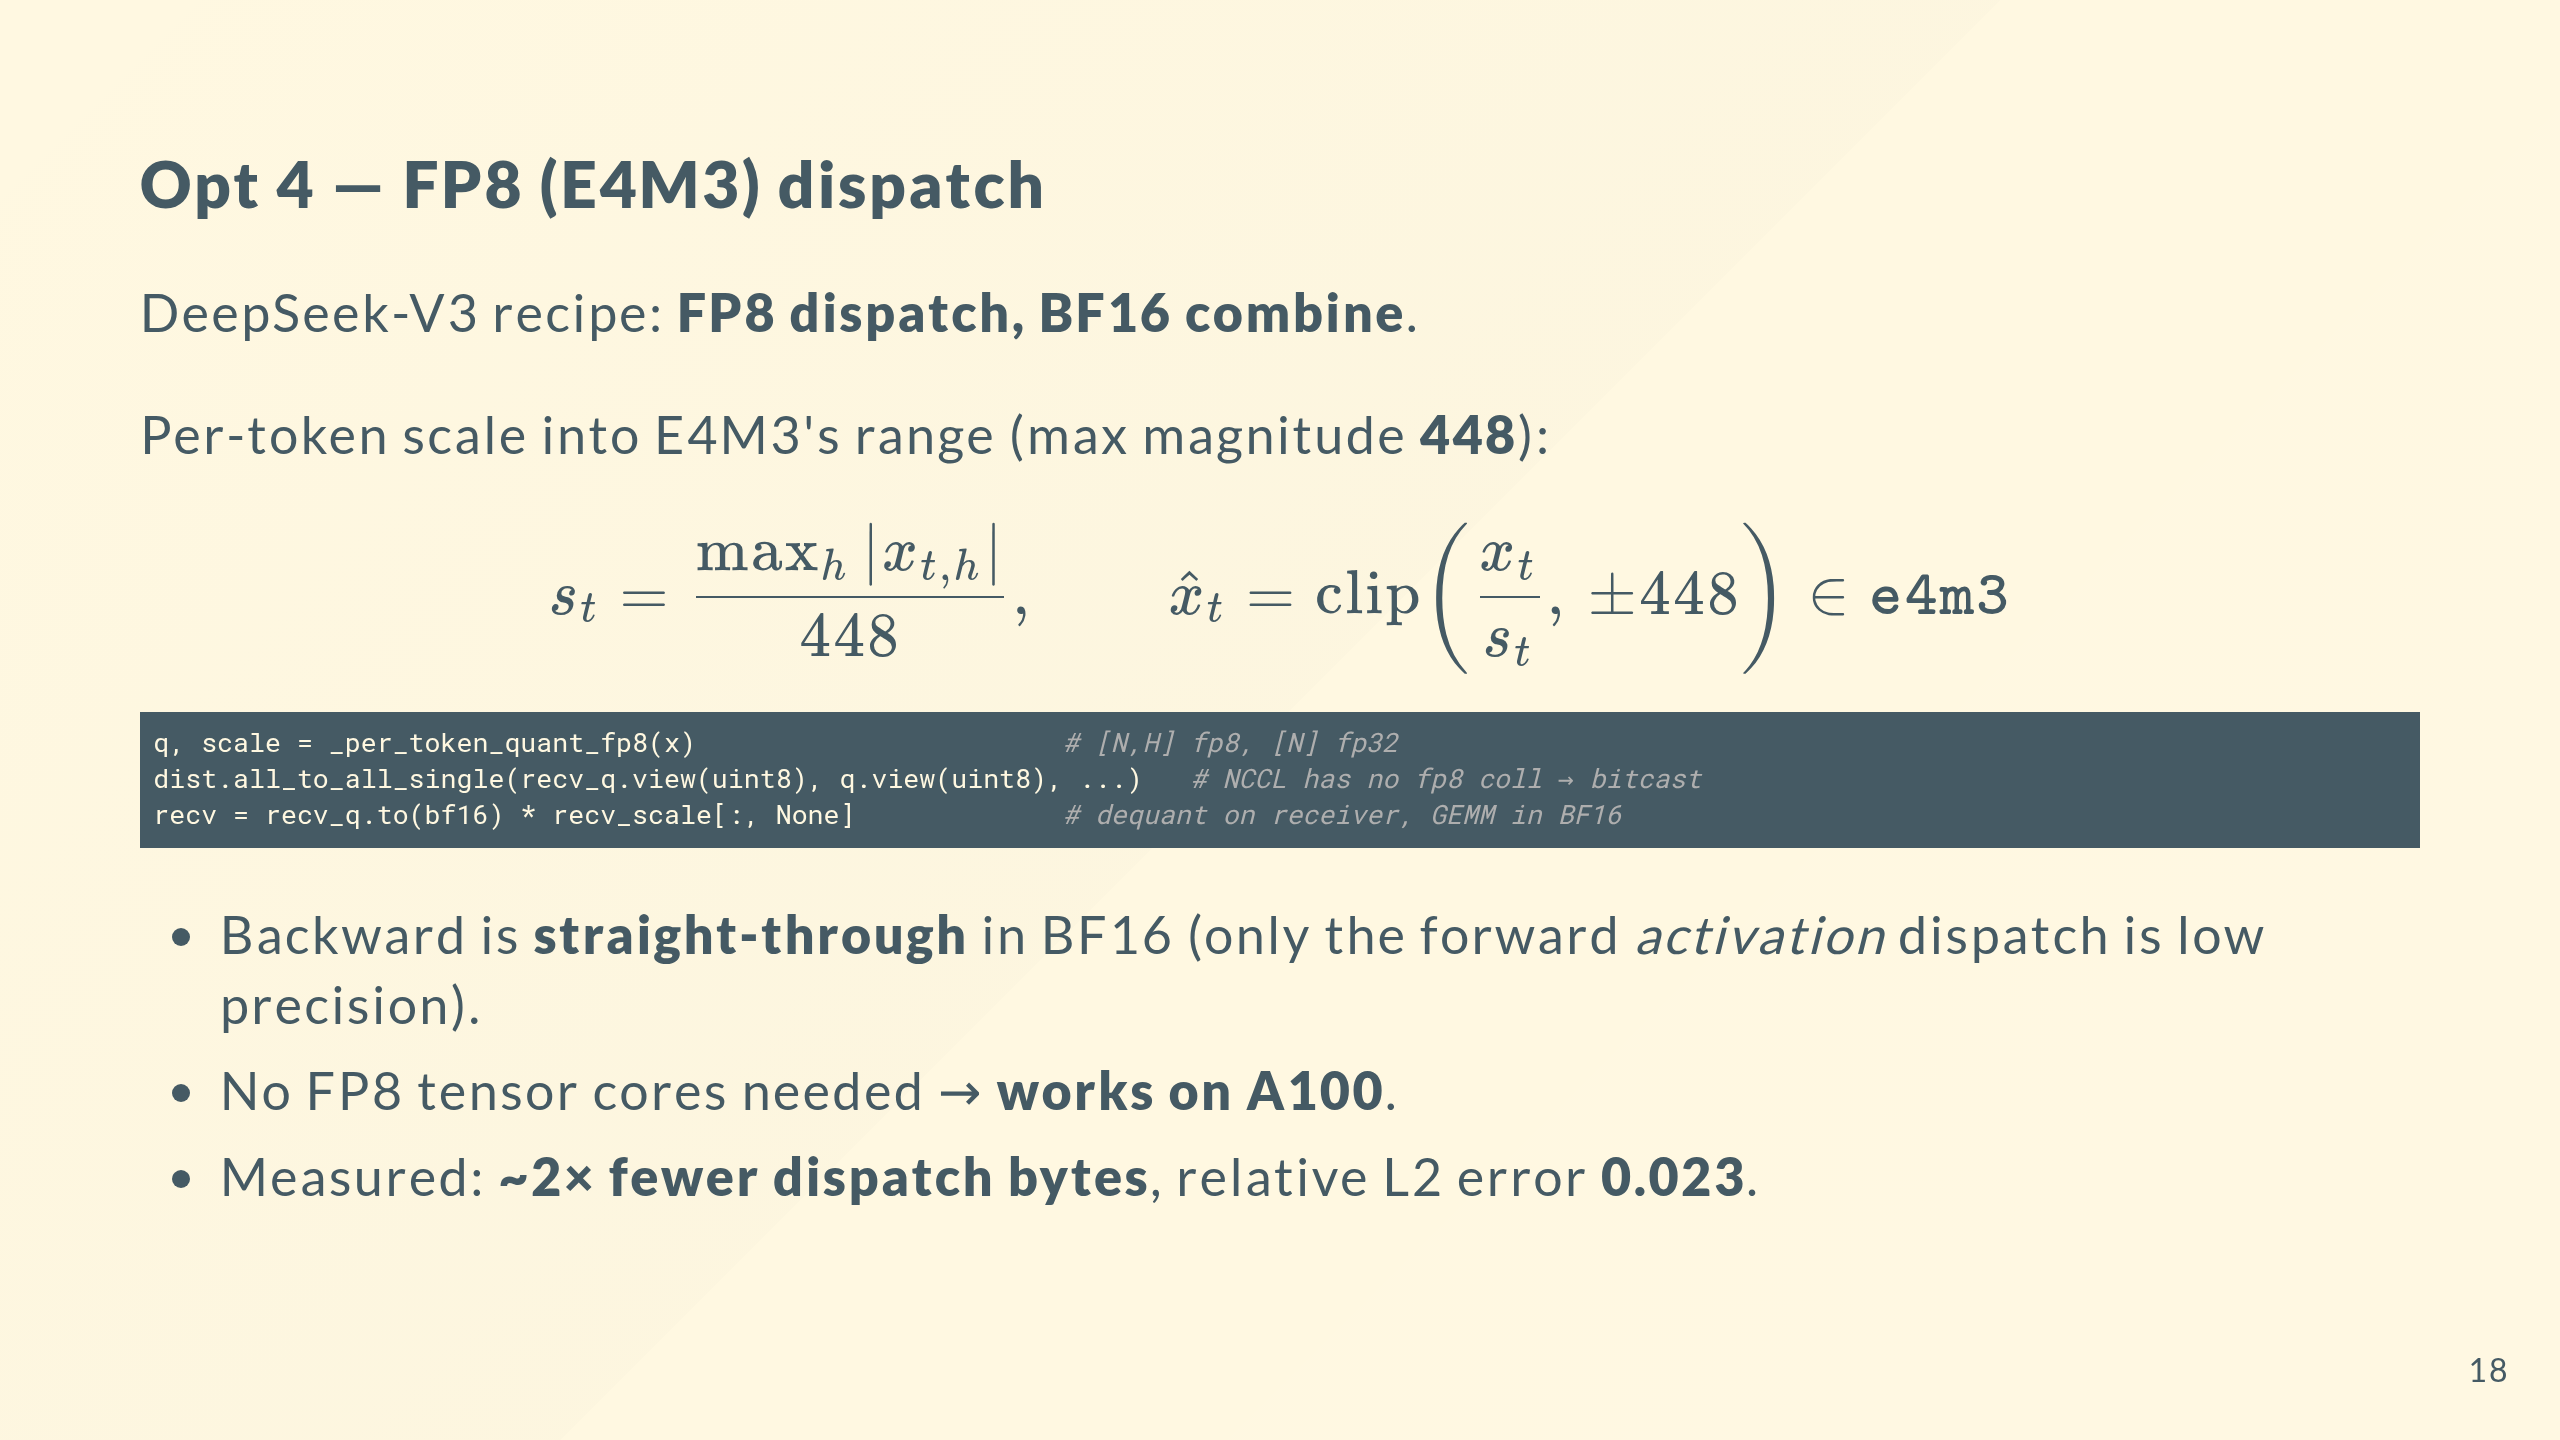 Opt 4 — FP8 (E4M3) dispatch
DeepSeek-V3 recipe: FP8 dispatch, BF16 combine.
Per-token scale into E4M3's range (max magnitude 448):
s_t = max_h |x_{t,h}| / 448, x̂_t = clip(x_t / s_t, ±448) ∈ e4m3
q, scale = _per_token_quant_fp8(x) # [N,H] fp8, [N] fp32
dist.all_to_all_single(recv_q.view(uint8), q.view(uint8), ...) # NCCL has no fp8 coll → bitcast
recv = recv_q.to(bf16) * recv_scale[:, None] # dequant on receiver, GEMM in BF16
• Backward is straight-through in BF16 (only the forward activation dispatch is low
precision).
• No FP8 tensor cores needed → works on A100.
• Measured: ~2× fewer dispatch bytes, relative L2 error 0.023.
18